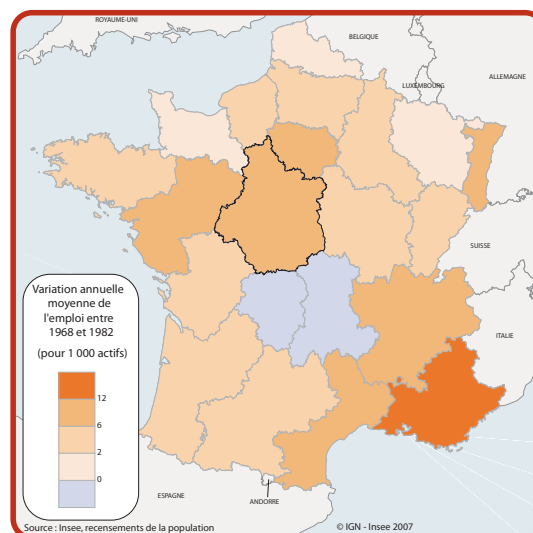 ROYAUME-UNI
BELGIQUE
LUXEMBOURG
ALLEMAGNE
SUISSE
ITALIE
Variation annuelle
moyenne de
l'emploi entre
1968 et 1982
(pour 1 000 actifs)
12
6
2
0
ESPAGNE
ANDORRE
Source : Insee, recensements de la population
© IGN - Insee 2007